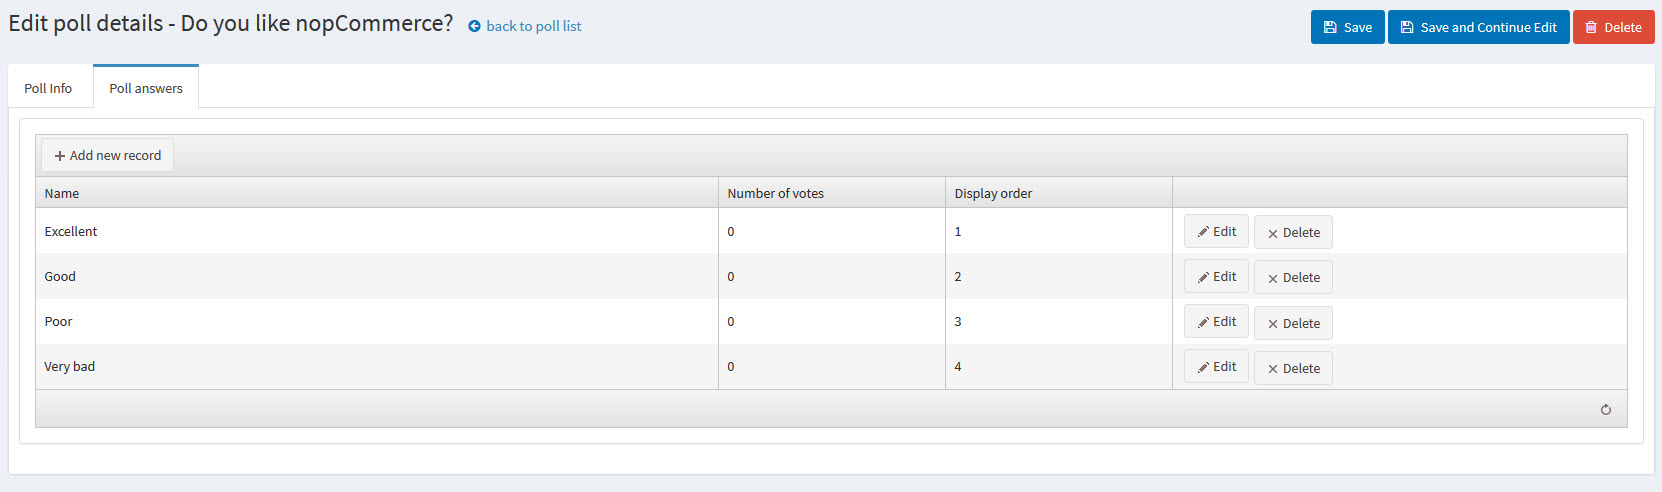 Edit poll details - Do you like nopCommerce? back to poll list Save Save and Continue Edit Delete
Poll Info Poll answers
Add new record
Name Number of votes Display order
Excellent 0 1 Edit Delete
Good 0 2 Edit Delete
Poor 0 3 Edit Delete
Very bad 0 4 Edit Delete